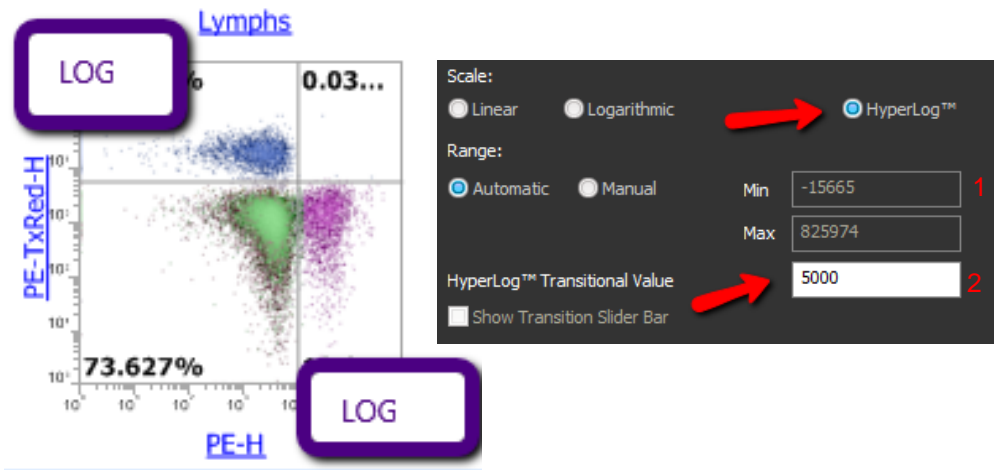 Lymphs
LOG
%
0.03...
PE-TxRed-H
73.627%
LOG
PE-H
Scale:
Linear
Logarithmic
HyperLog™
Range:
Automatic
Manual
Min
-15665
1
Max
825974
HyperLog™ Transitional Value
5000
2
Show Transition Slider Bar